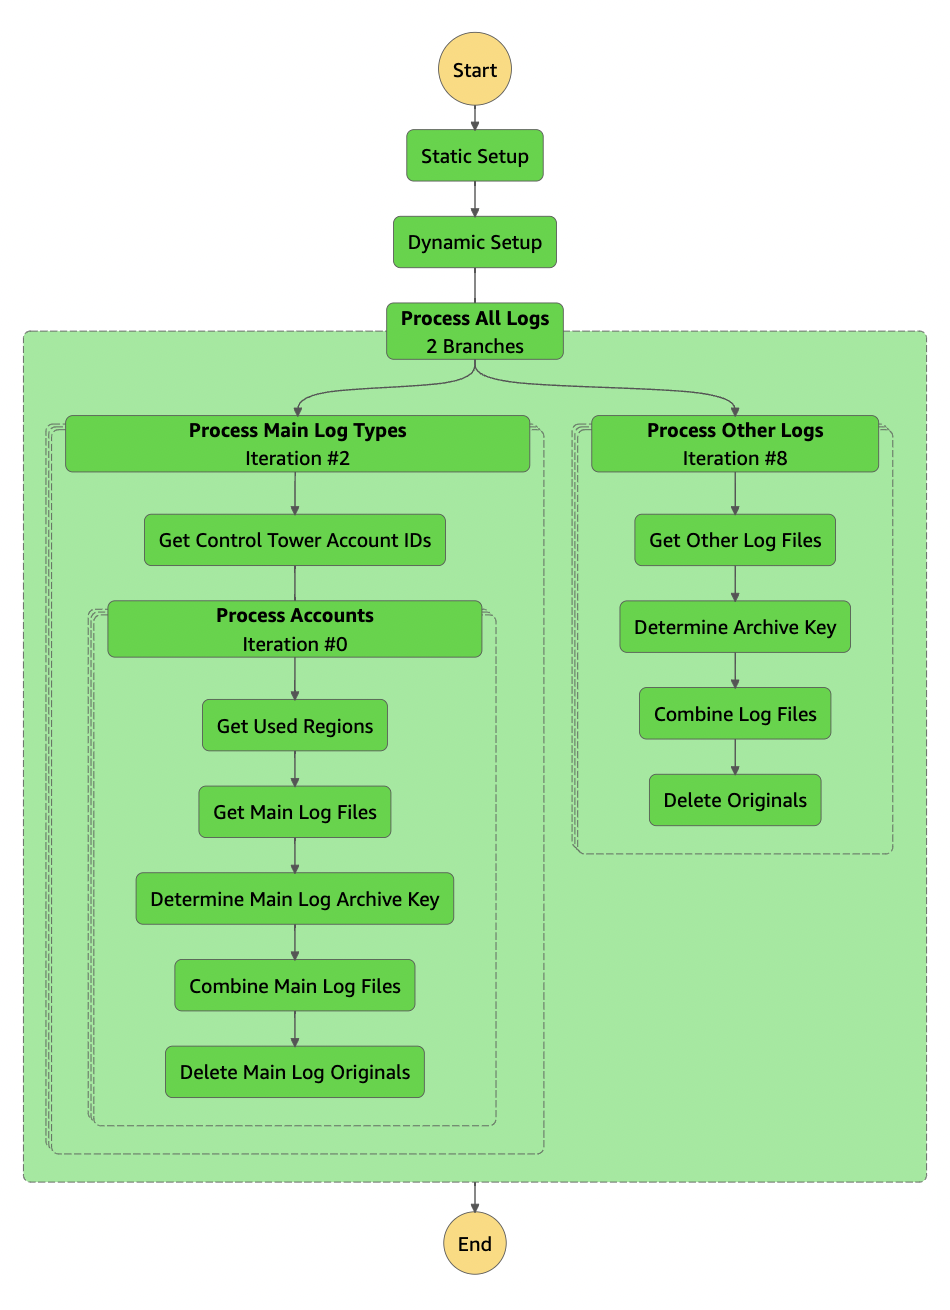 Start
Static Setup
Dynamic Setup
Process All Logs
2 Branches
Process Main Log Types
Iteration #2
Get Control Tower Account IDs
Process Accounts
Iteration #0
Get Used Regions
Get Main Log Files
Determine Main Log Archive Key
Combine Main Log Files
Delete Main Log Originals
Process Other Logs
Iteration #8
Get Other Log Files
Determine Archive Key
Combine Log Files
Delete Originals
End